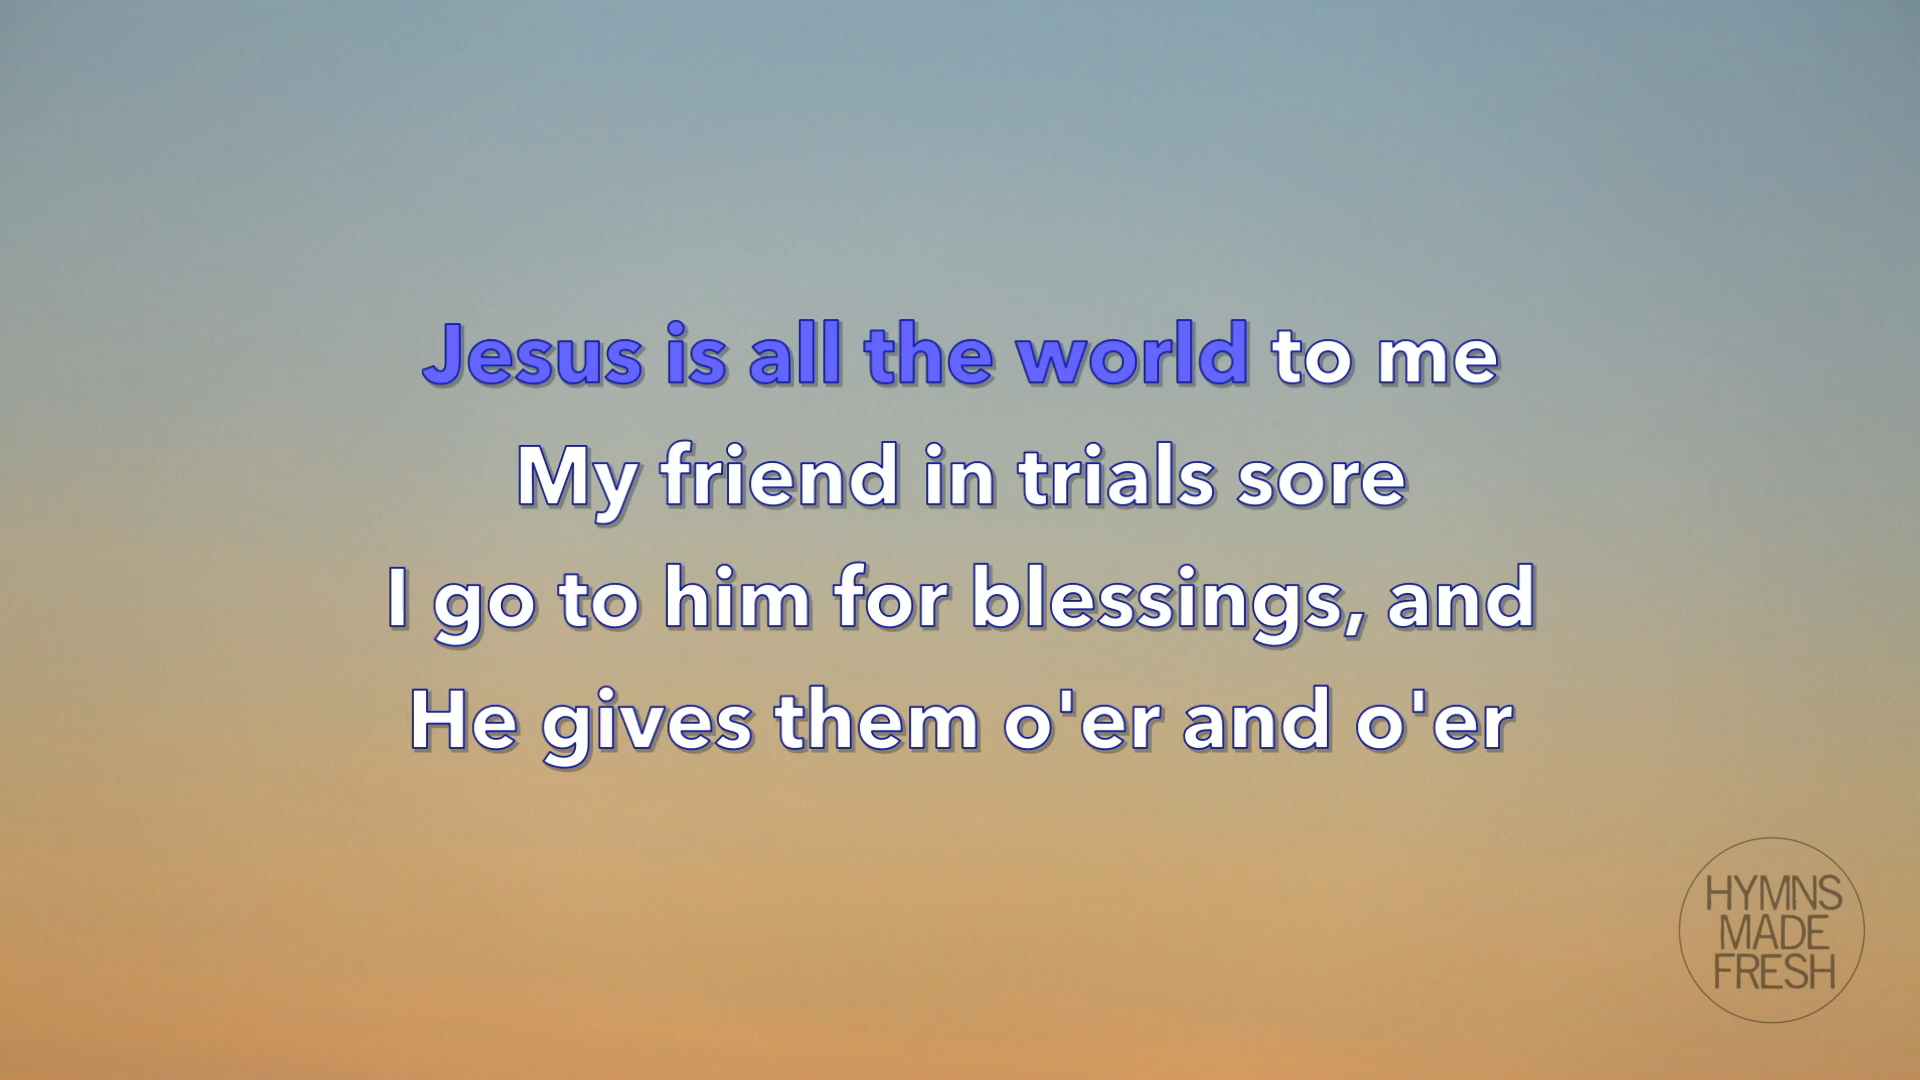 Jesus is all the world to me
My friend in trials sore
I go to him for blessings, and
He gives them o'er and o'er
HYMNS
MADE
FRESH